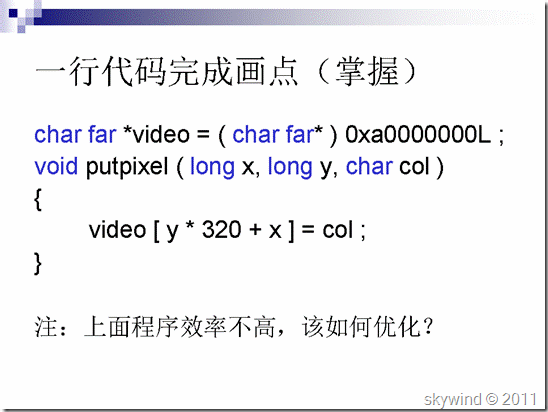 一行代码完成画点（掌握）
char far *video = ( char far* ) 0xa0000000L ;
void putpixel ( long x, long y, char col )
{
video [ y * 320 + x ] = col ;
}
注：上面程序效率不高，该如何优化？
skywind © 2011